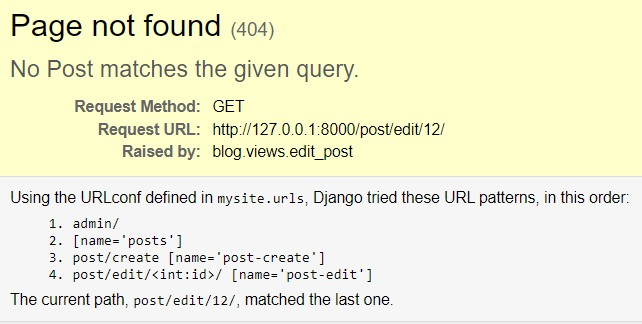 Page not found (404)
No Post matches the given query.
Request Method: GET
Request URL: http://127.0.0.1:8000/post/edit/12/
Raised by: blog.views.edit_post
Using the URLconf defined in mysite.urls, Django tried these URL patterns, in this order:
1. admin/
2. [name='posts']
3. post/create [name='post-create']
4. post/edit/<int:id>/ [name='post-edit']
The current path, post/edit/12/, matched the last one.